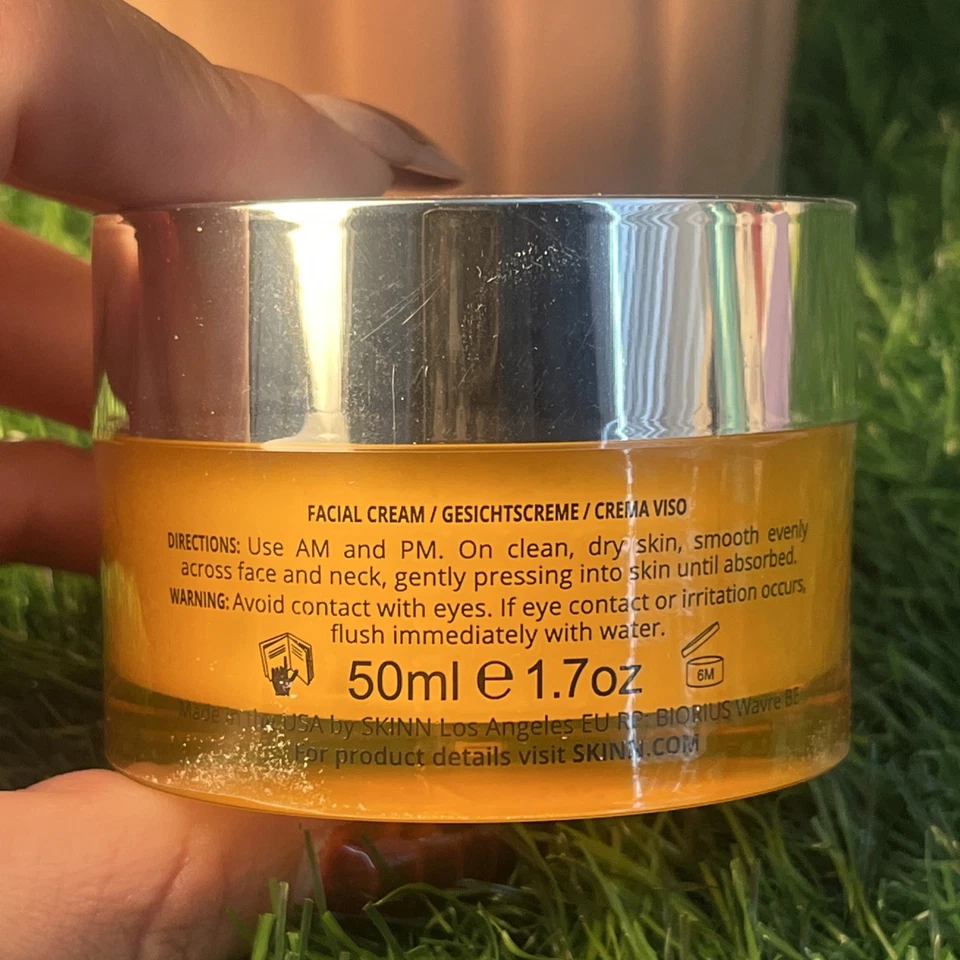 FACIAL CREAM / GESICHTSCREME / CREMA VISO
DIRECTIONS: Use AM and PM. On clean, dry skin, smooth evenly
across face and neck, gently pressing into skin until absorbed.
WARNING: Avoid contact with eyes. If eye contact or irritation occurs,
flush immediately with water.
50ml e 1.7oz
6M
Made in the USA by SKINN Los Angeles EU RP: BIORIUS Wavre BE
For product details visit SKINN.COM